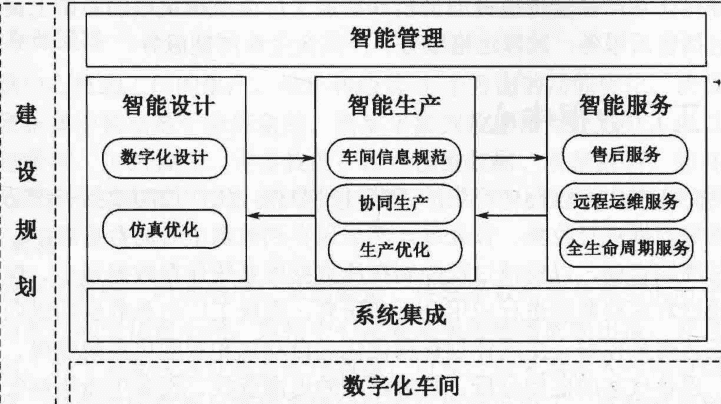 建设规划
智能管理
智能设计
数字化设计
仿真优化
智能生产
车间信息规范
协同生产
生产优化
智能服务
售后服务
远程运维服务
全生命周期服务
系统集成
数字化车间